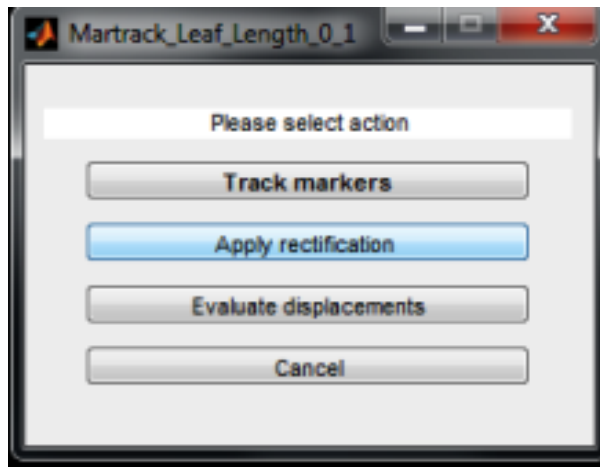 Martrack_Leaf_Length_0_1
Please select action
Track markers
Apply rectification
Evaluate displacements
Cancel